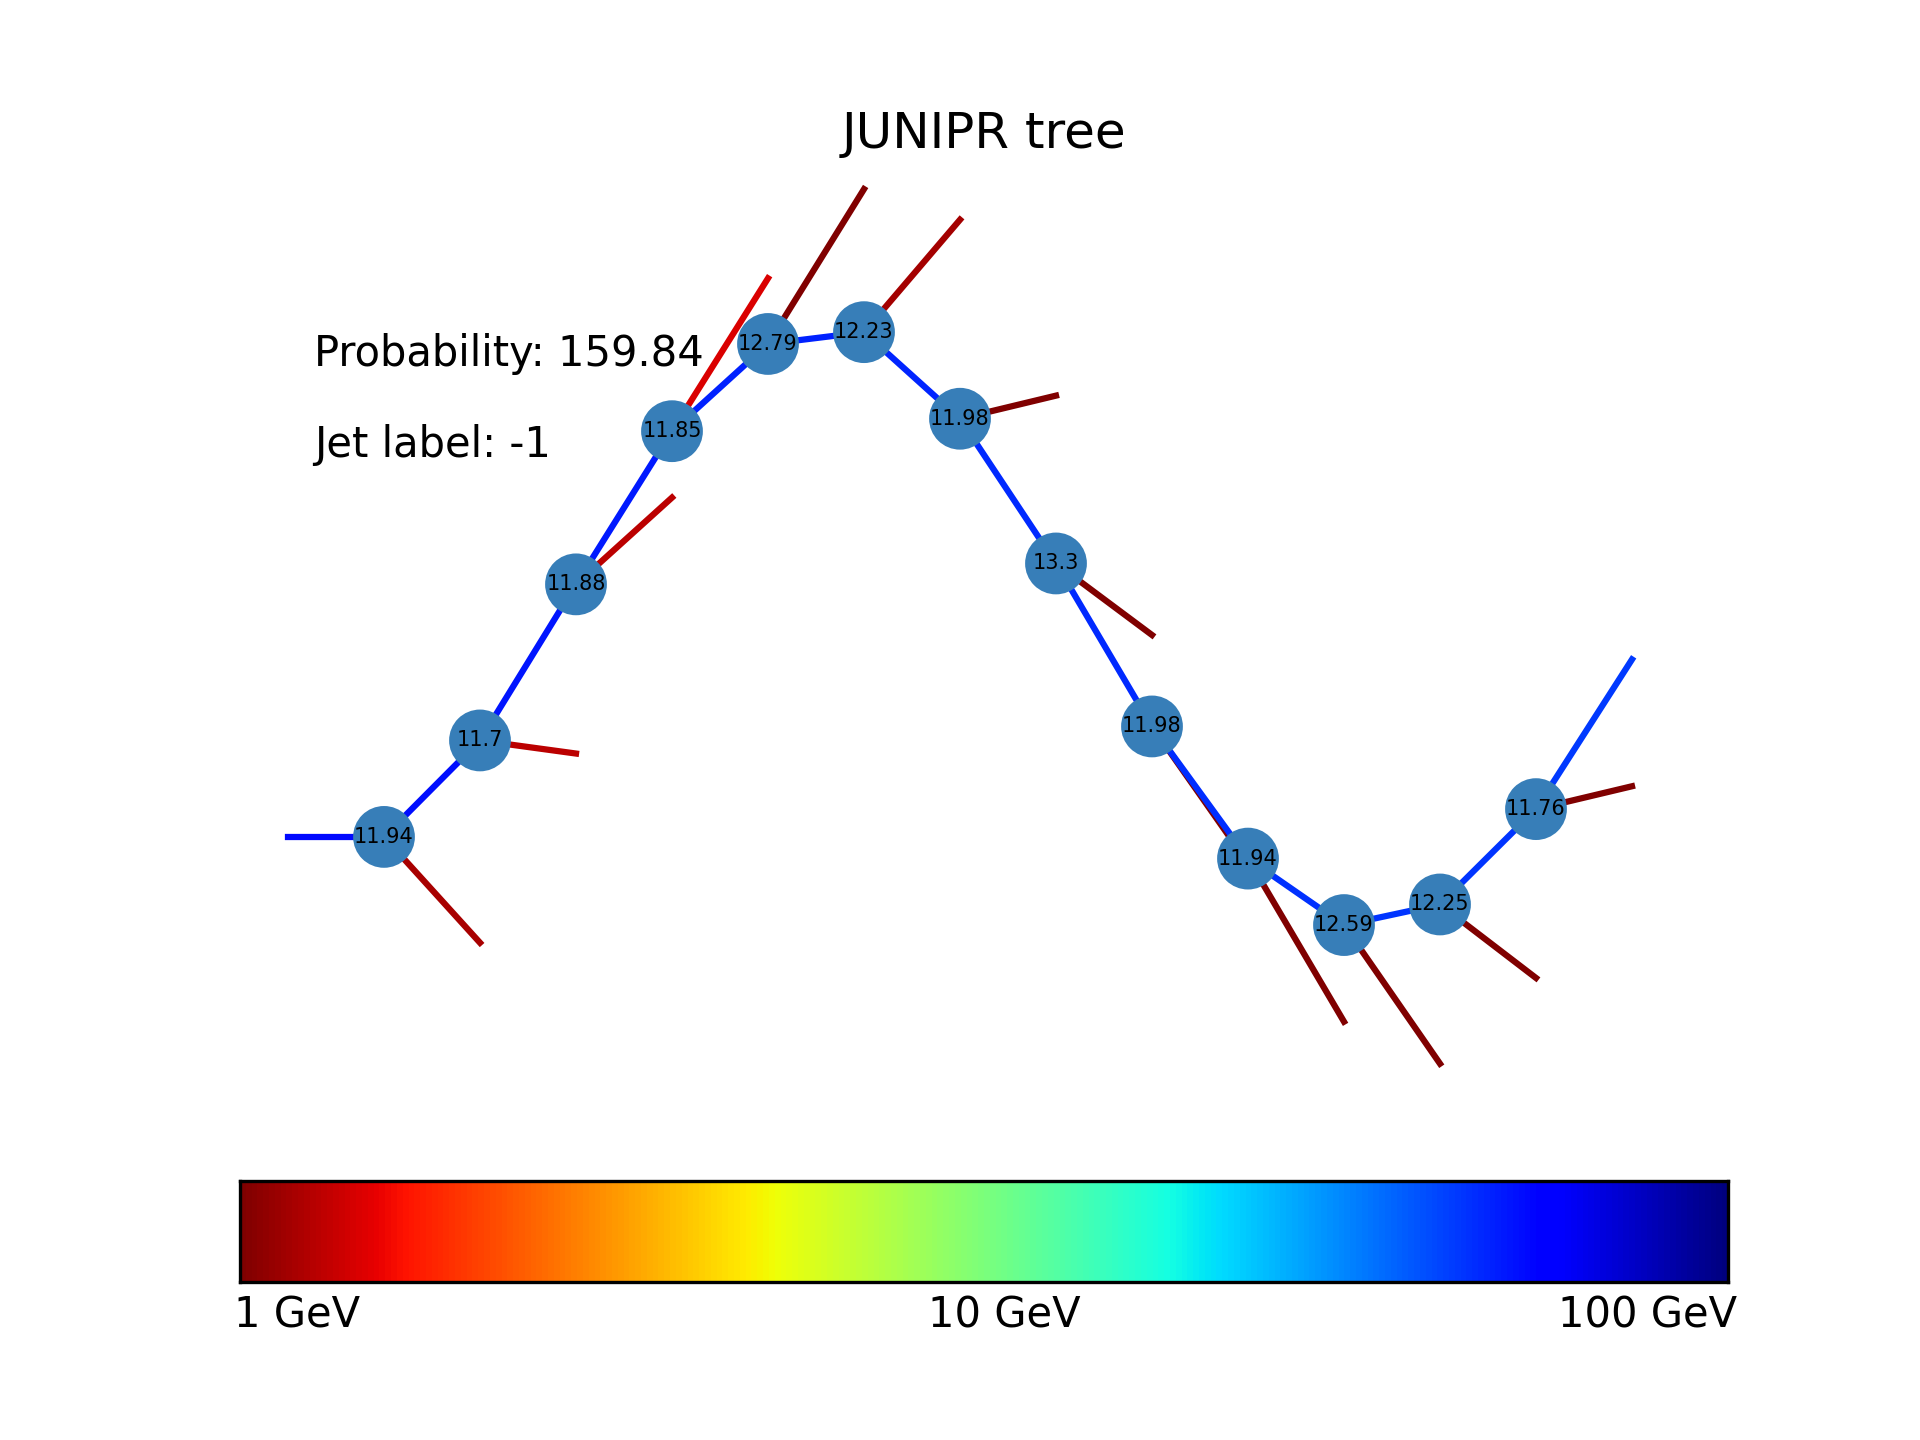 JUNIPR tree
Probability: 159.84
Jet label: -1
11.94
11.7
11.88
11.85
12.79
12.23
11.98
13.3
11.98
11.94
12.59
12.25
11.76
1 GeV
10 GeV
100 GeV